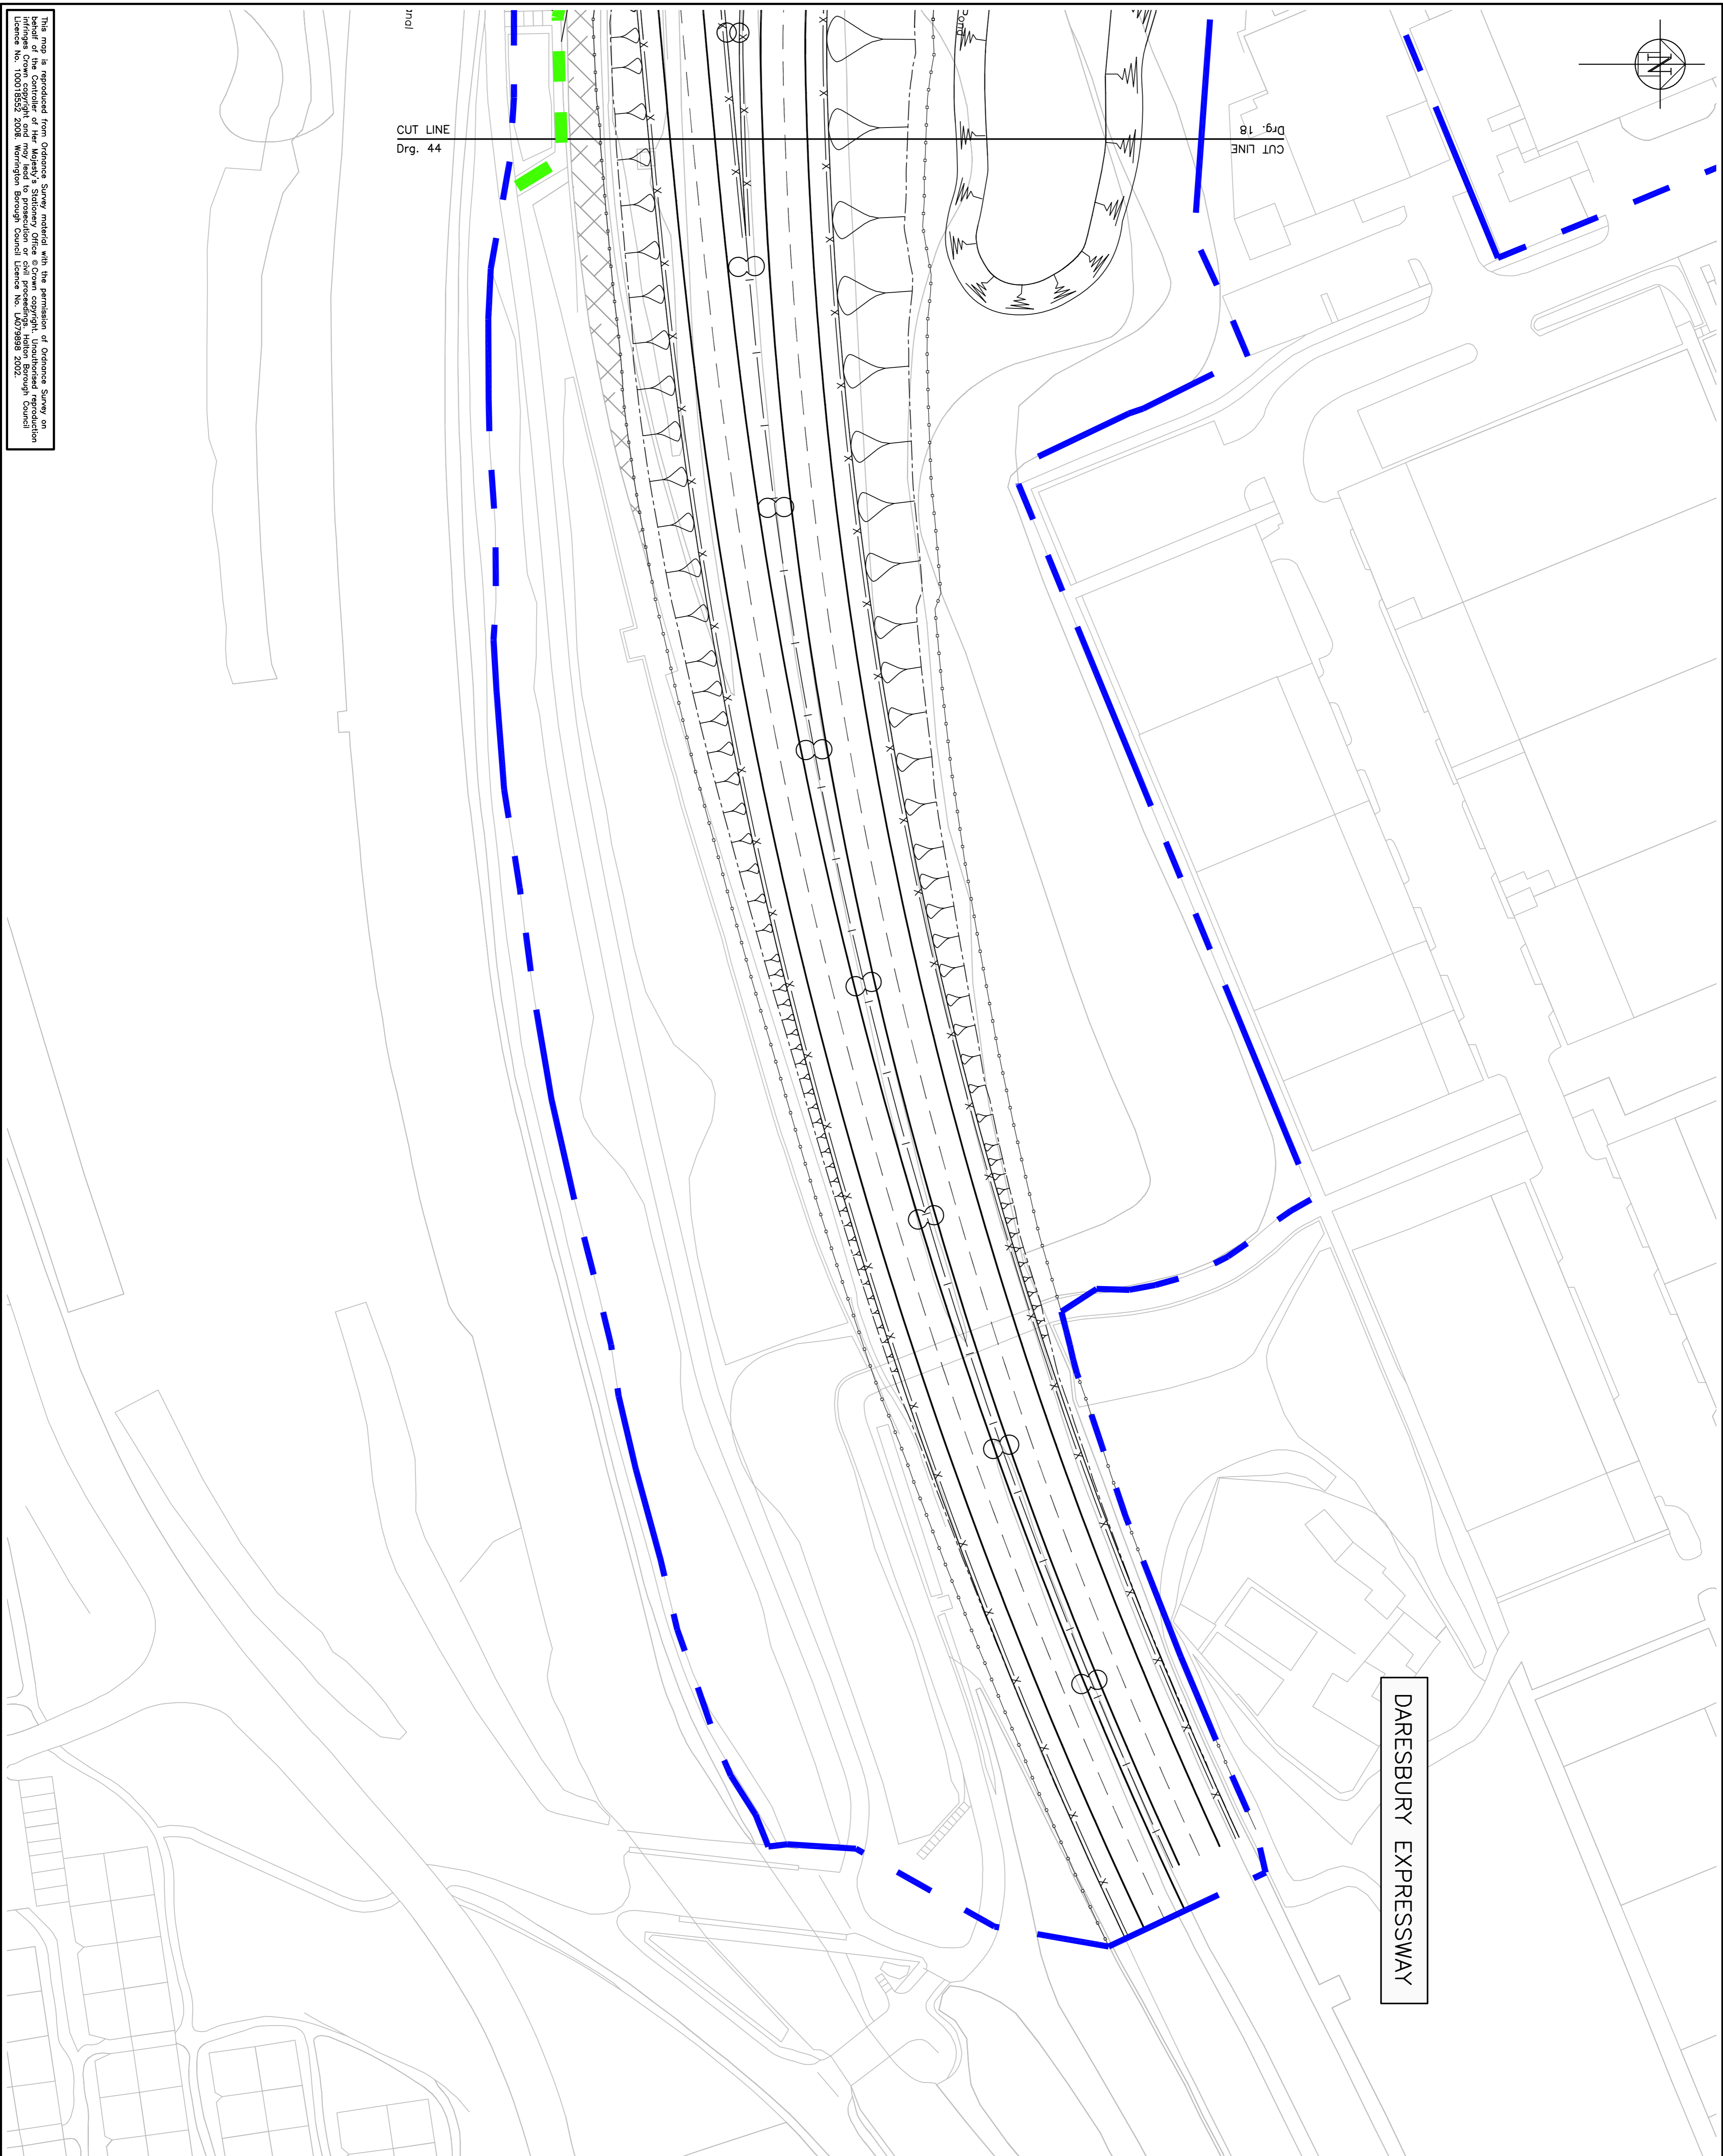 This map is reproduced from Ordnance Survey material with the permission of Ordnance Survey on
behalf of the Controller of Her Majesty's Stationery Office © Crown copyright. Unauthorised reproduction
infringes Crown copyright and may lead to prosecution or civil proceedings. Halton Borough Council
Licence No. 100018552 2008. Warrington Borough Council Licence No. LA079898 2002.
anal
CUT LINE
Drg. 44
Pond
CUT LINE
Drg. 18
N
DARESBURY EXPRESSWAY